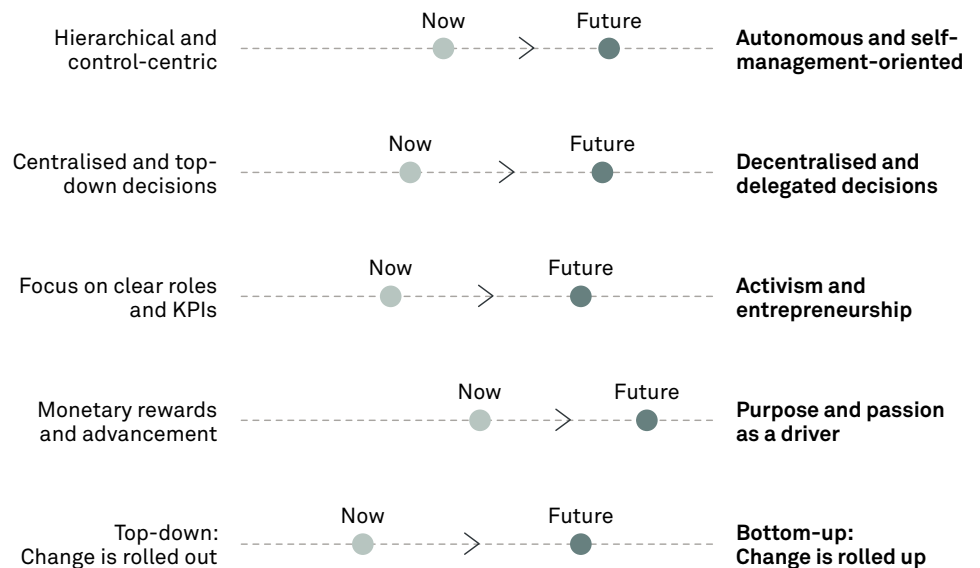 Now Future
Hierarchical and
control-centric
Autonomous and self-
management-oriented
Now Future
Centralised and top-
down decisions
Decentralised and
delegated decisions
Now Future
Focus on clear roles
and KPIs
Activism and
entrepreneurship
Now Future
Monetary rewards
and advancement
Purpose and passion
as a driver
Now Future
Top-down:
Change is rolled out
Bottom-up:
Change is rolled up